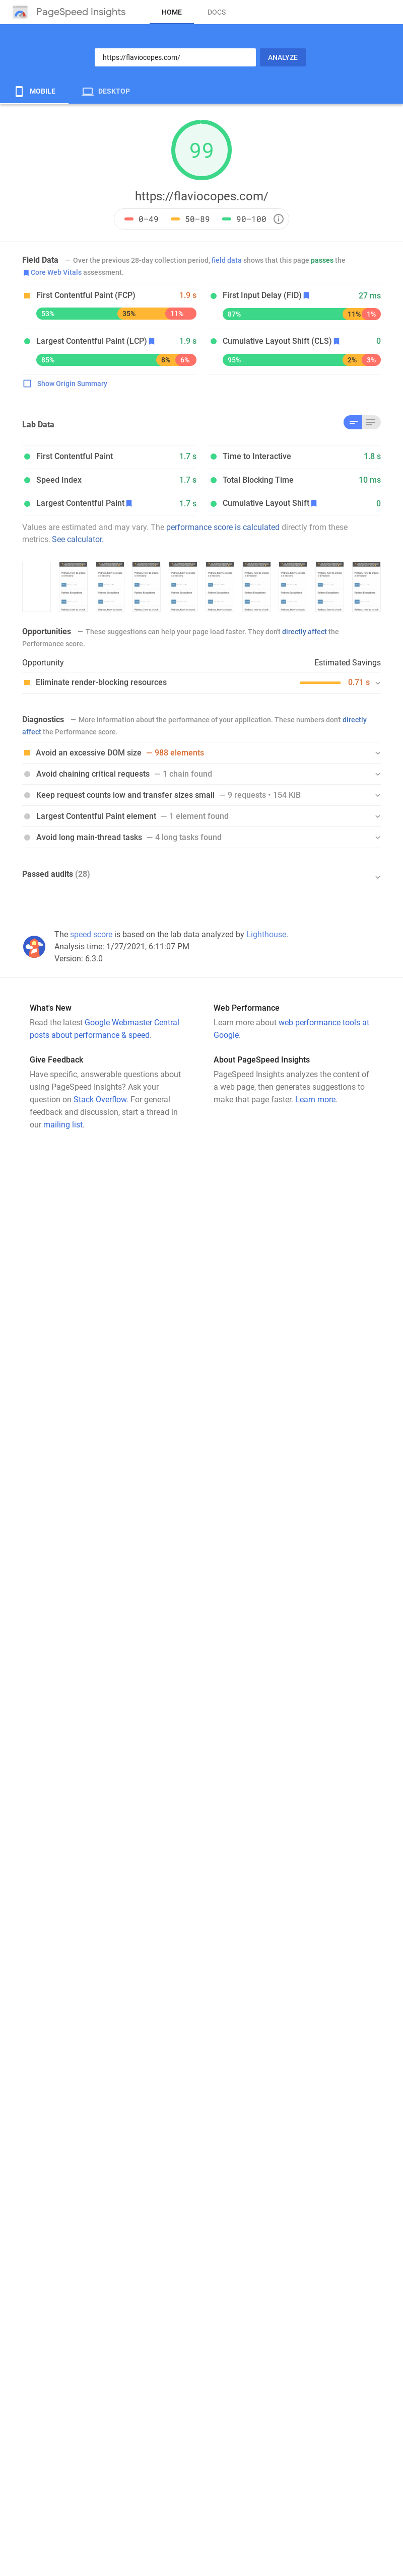 PageSpeed Insights
HOME
DOCS
https://flaviocopes.com/
ANALYZE
MOBILE
DESKTOP
99
https://flaviocopes.com/
0–49
50–89
90–100
Field Data — Over the previous 28-day collection period, field data shows that this page passes the
Core Web Vitals assessment.
First Contentful Paint (FCP) 1.9 s
53% 35% 11%
First Input Delay (FID) 27 ms
87% 11% 1%
Largest Contentful Paint (LCP) 1.9 s
85% 8% 6%
Cumulative Layout Shift (CLS) 0
95% 2% 3%
Show Origin Summary
Lab Data
First Contentful Paint 1.7 s
Time to Interactive 1.8 s
Speed Index 1.7 s
Total Blocking Time 10 ms
Largest Contentful Paint 1.7 s
Cumulative Layout Shift 0
Values are estimated and may vary. The performance score is calculated directly from these
metrics. See calculator.
Opportunities — These suggestions can help your page load faster. They don't directly affect the
Performance score.
Opportunity Estimated Savings
Eliminate render-blocking resources 0.71 s
Diagnostics — More information about the performance of your application. These numbers don't directly
affect the Performance score.
Avoid an excessive DOM size — 988 elements
Avoid chaining critical requests — 1 chain found
Keep request counts low and transfer sizes small — 9 requests • 154 KiB
Largest Contentful Paint element — 1 element found
Avoid long main-thread tasks — 4 long tasks found
Passed audits (28)
The speed score is based on the lab data analyzed by Lighthouse.
Analysis time: 1/27/2021, 6:11:07 PM
Version: 6.3.0
What's New
Read the latest Google Webmaster Central
posts about performance & speed.
Web Performance
Learn more about web performance tools at
Google.
Give Feedback
Have specific, answerable questions about
using PageSpeed Insights? Ask your
question on Stack Overflow. For general
feedback and discussion, start a thread in
our mailing list.
About PageSpeed Insights
PageSpeed Insights analyzes the content of
a web page, then generates suggestions to
make that page faster. Learn more.